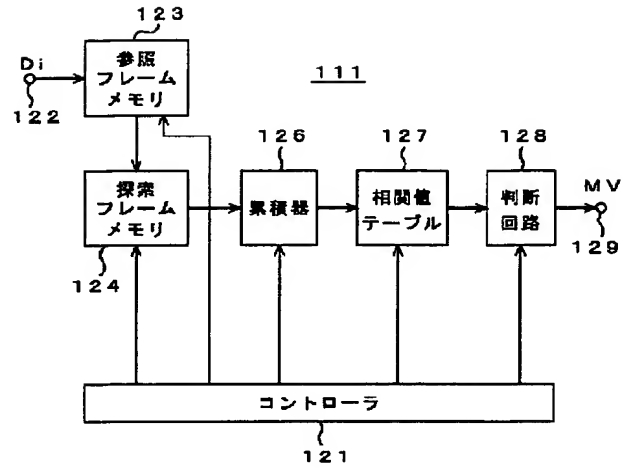 123
Di
122
参照
フレーム
メモリ
111
126
127
128
探索
フレーム
メモリ
124
累積器
相関値
テーブル
判断
回路
MV
129
コントローラ
121